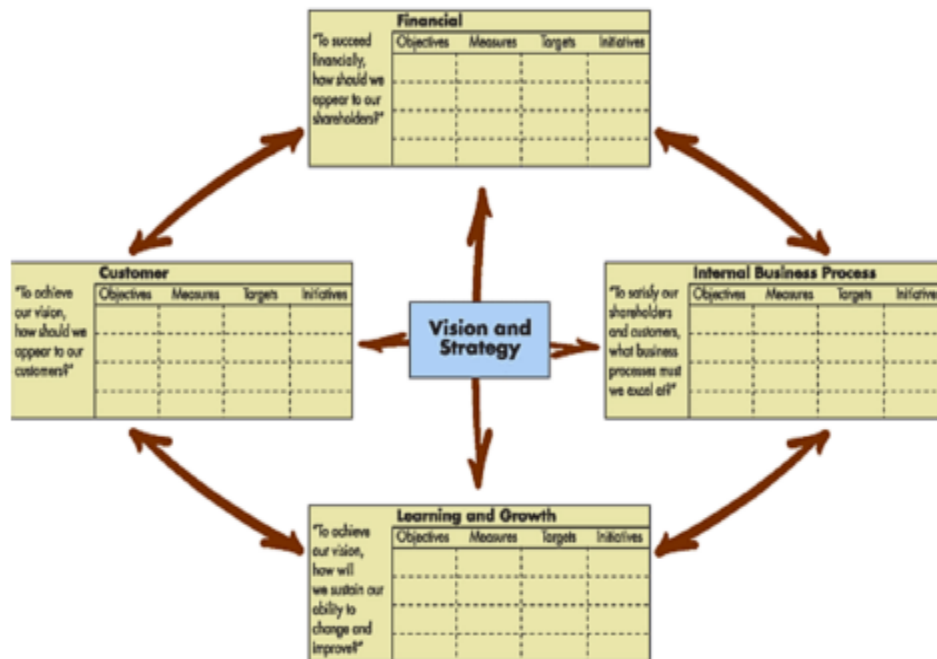 Financial
Objectives Measures Targets Initiatives
"To succeed
financially,
how should we
appear to our
shareholders?"
Customer
Objectives Measures Targets Initiatives
"To achieve
our vision,
how should we
appear to our
customers?"
Vision and
Strategy
Internal Business Process
Objectives Measures Targets Initiatives
"To satisfy our
shareholders
and customers,
what business
processes must
we excel at?"
Learning and Growth
Objectives Measures Targets Initiatives
"To achieve
our vision,
how will
we sustain our
ability to
change and
improve?"